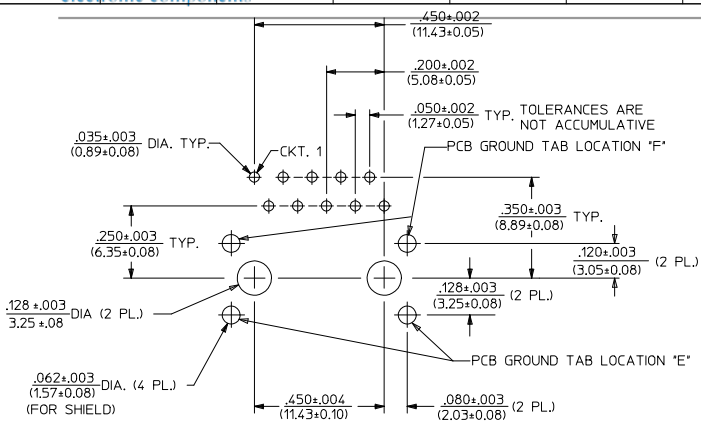 .450±.002
(11.43±0.05)
.200±.002
(5.08±0.05)
.050±.002 TYP. TOLERANCES ARE
(1.27±0.05) NOT ACCUMULATIVE
.035±.003 DIA. TYP.
(0.89±0.08)
CKT. 1
PCB GROUND TAB LOCATION "F"
.350±.003 TYP.
(8.89±0.08)
.250±.003 TYP.
(6.35±0.08)
.120±.003 (2 PL.)
(3.05±0.08)
.128±.003 (2 PL.)
(3.25±0.08)
.128 ±.003 DIA (2 PL.)
3.25 ±.08
PCB GROUND TAB LOCATION "E"
.062±.003 DIA. (4 PL.)
(1.57±0.08)
(FOR SHIELD)
.450±.004
(11.43±0.10)
.080±.003 (2 PL.)
(2.03±0.08)